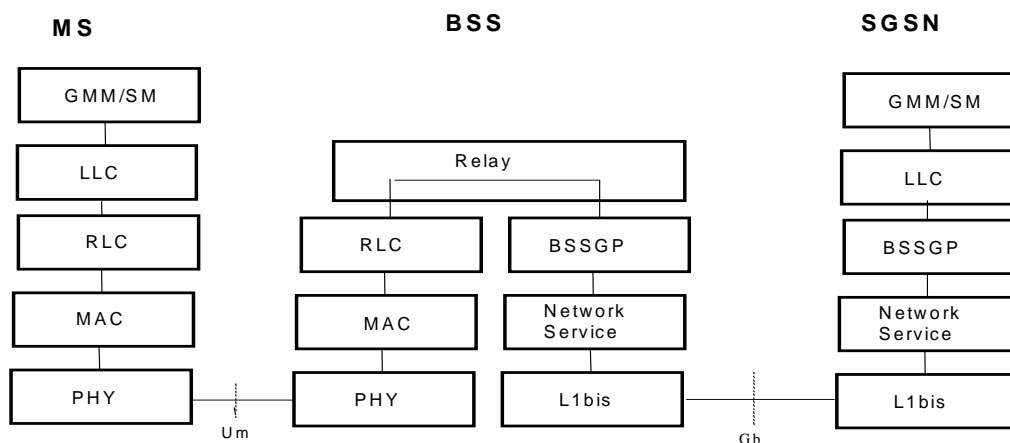 MS
BSS
SGSN
GMM/SM
GMM/SM
LLC
Relay
LLC
RLC
RLC
BSSGP
BSSGP
MAC
MAC
Network
Service
Network
Service
PHY
PHY
L1bis
L1bis
Um
Gb